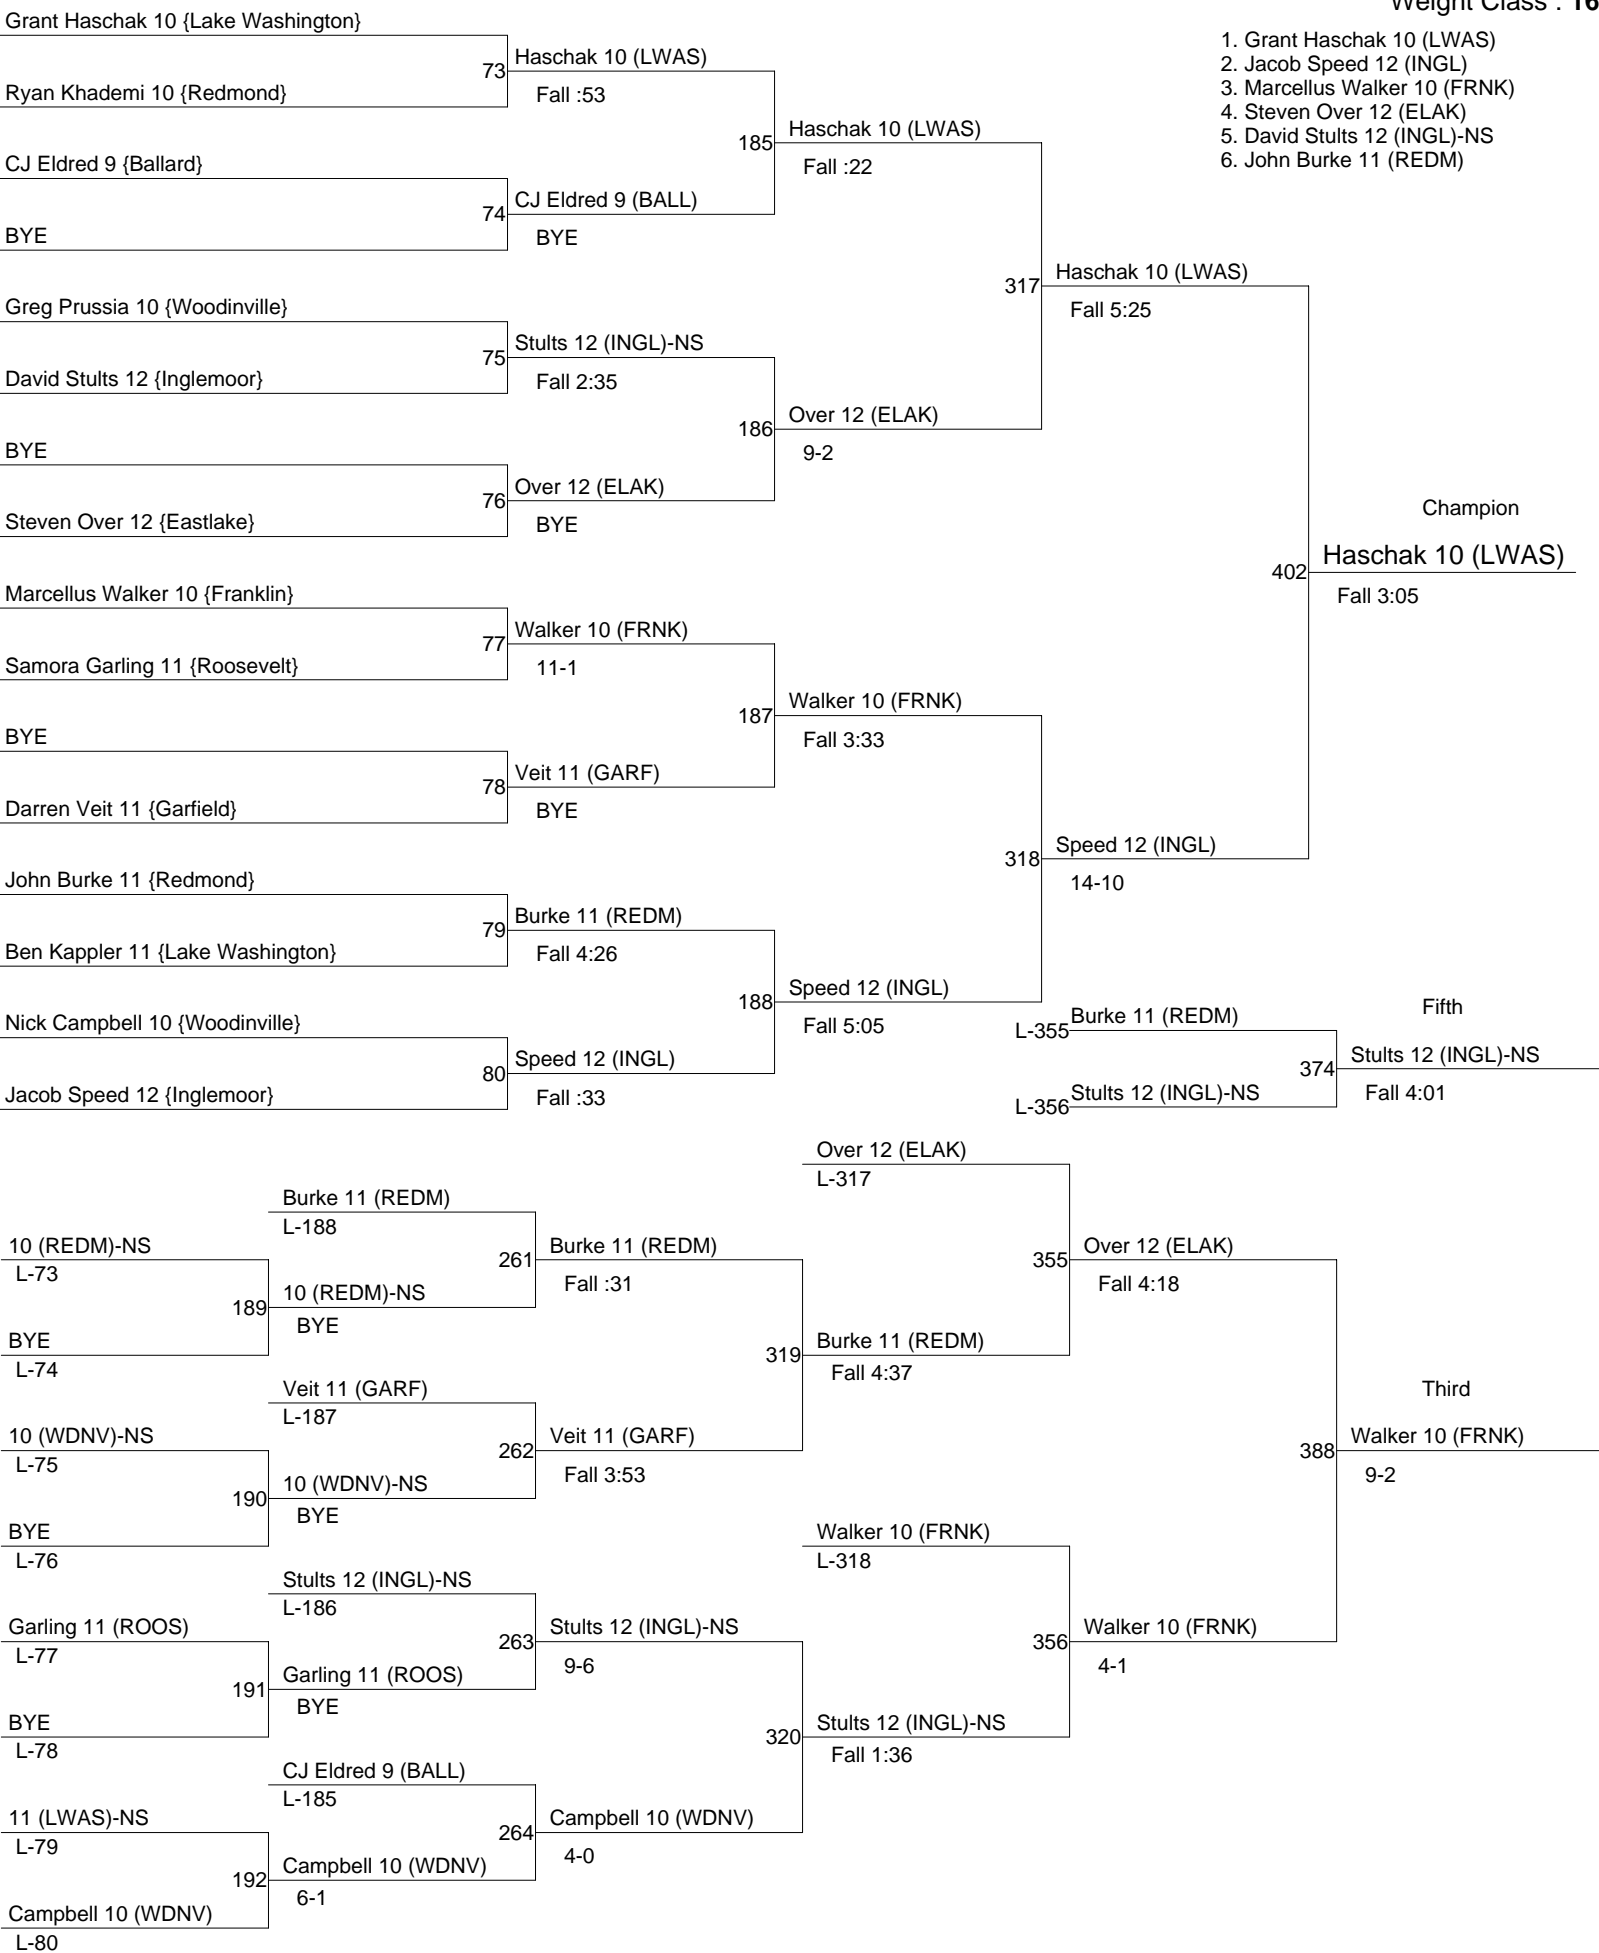 Weight Class : 16
1. Grant Haschak 10 (LWAS)
2. Jacob Speed 12 (INGL)
3. Marcellus Walker 10 (FRNK)
4. Steven Over 12 (ELAK)
5. David Stults 12 (INGL)-NS
6. John Burke 11 (REDM)
Grant Haschak 10 {Lake Washington}
73
Haschak 10 (LWAS)
Fall :53
Ryan Khademi 10 {Redmond}
185
Haschak 10 (LWAS)
Fall :22
CJ Eldred 9 {Ballard}
74
CJ Eldred 9 (BALL)
BYE
BYE
317
Haschak 10 (LWAS)
Fall 5:25
Greg Prussia 10 {Woodinville}
75
Stults 12 (INGL)-NS
Fall 2:35
David Stults 12 {Inglemoor}
186
Over 12 (ELAK)
9-2
BYE
76
Over 12 (ELAK)
BYE
Steven Over 12 {Eastlake}
Champion
402
Haschak 10 (LWAS)
Fall 3:05
Marcellus Walker 10 {Franklin}
77
Walker 10 (FRNK)
11-1
Samora Garling 11 {Roosevelt}
187
Walker 10 (FRNK)
Fall 3:33
BYE
78
Veit 11 (GARF)
BYE
Darren Veit 11 {Garfield}
318
Speed 12 (INGL)
14-10
John Burke 11 {Redmond}
79
Burke 11 (REDM)
Fall 4:26
Ben Kappler 11 {Lake Washington}
188
Speed 12 (INGL)
Fall 5:05
Nick Campbell 10 {Woodinville}
80
Speed 12 (INGL)
Fall :33
Jacob Speed 12 {Inglemoor}
Fifth
L-355
Burke 11 (REDM)
374
Stults 12 (INGL)-NS
Fall 4:01
L-356
Stults 12 (INGL)-NS
Over 12 (ELAK)
L-317
Burke 11 (REDM)
L-188
10 (REDM)-NS
L-73
261
Burke 11 (REDM)
Fall :31
355
Over 12 (ELAK)
Fall 4:18
189
10 (REDM)-NS
BYE
BYE
L-74
319
Burke 11 (REDM)
Fall 4:37
Veit 11 (GARF)
L-187
Third
10 (WDNV)-NS
L-75
262
Veit 11 (GARF)
Fall 3:53
388
Walker 10 (FRNK)
9-2
190
10 (WDNV)-NS
BYE
BYE
L-76
Walker 10 (FRNK)
L-318
Stults 12 (INGL)-NS
L-186
Garling 11 (ROOS)
L-77
263
Stults 12 (INGL)-NS
9-6
356
Walker 10 (FRNK)
4-1
191
Garling 11 (ROOS)
BYE
BYE
L-78
320
Stults 12 (INGL)-NS
Fall 1:36
CJ Eldred 9 (BALL)
L-185
11 (LWAS)-NS
L-79
264
Campbell 10 (WDNV)
4-0
192
Campbell 10 (WDNV)
6-1
Campbell 10 (WDNV)
L-80